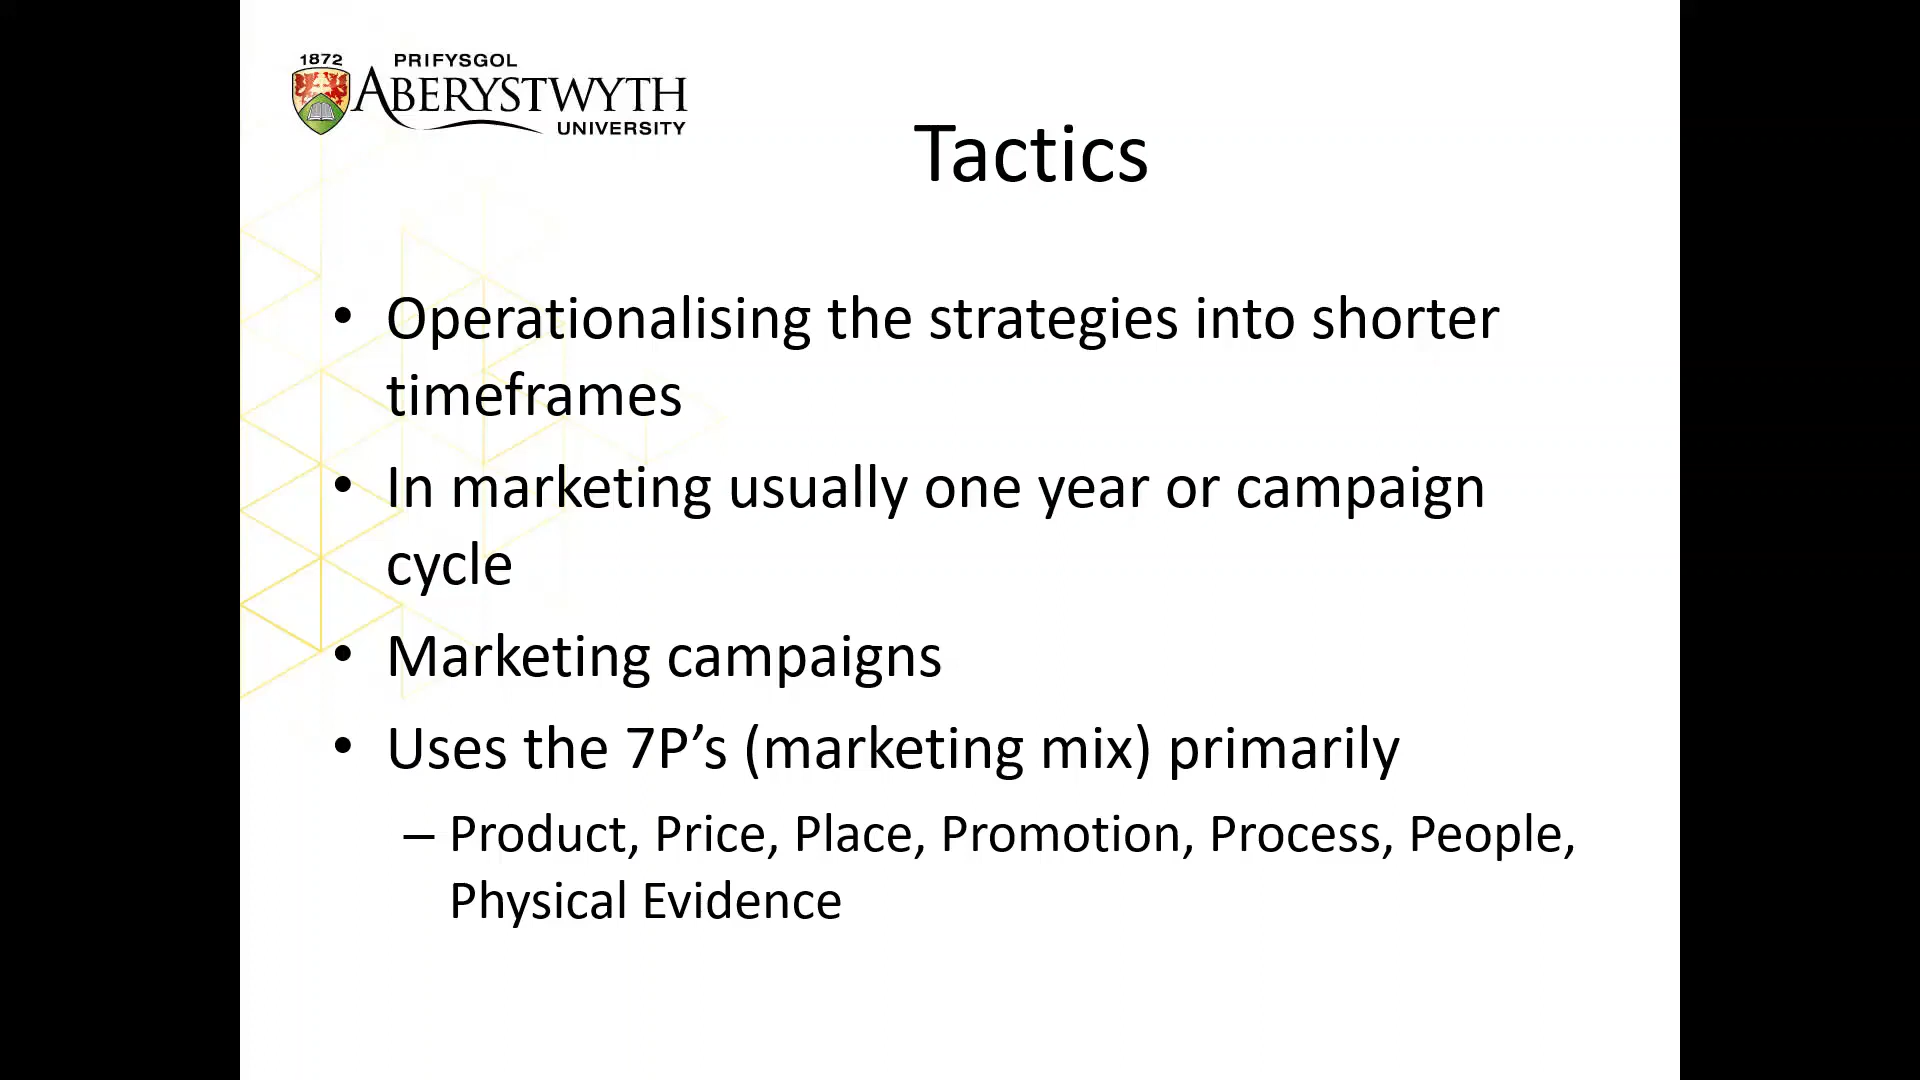 1872
PRIFYSGOL
ABERYSTWYTH
UNIVERSITY
Tactics
• Operationalising the strategies into shorter
timeframes
• In marketing usually one year or campaign
cycle
• Marketing campaigns
• Uses the 7P’s (marketing mix) primarily
– Product, Price, Place, Promotion, Process, People,
Physical Evidence